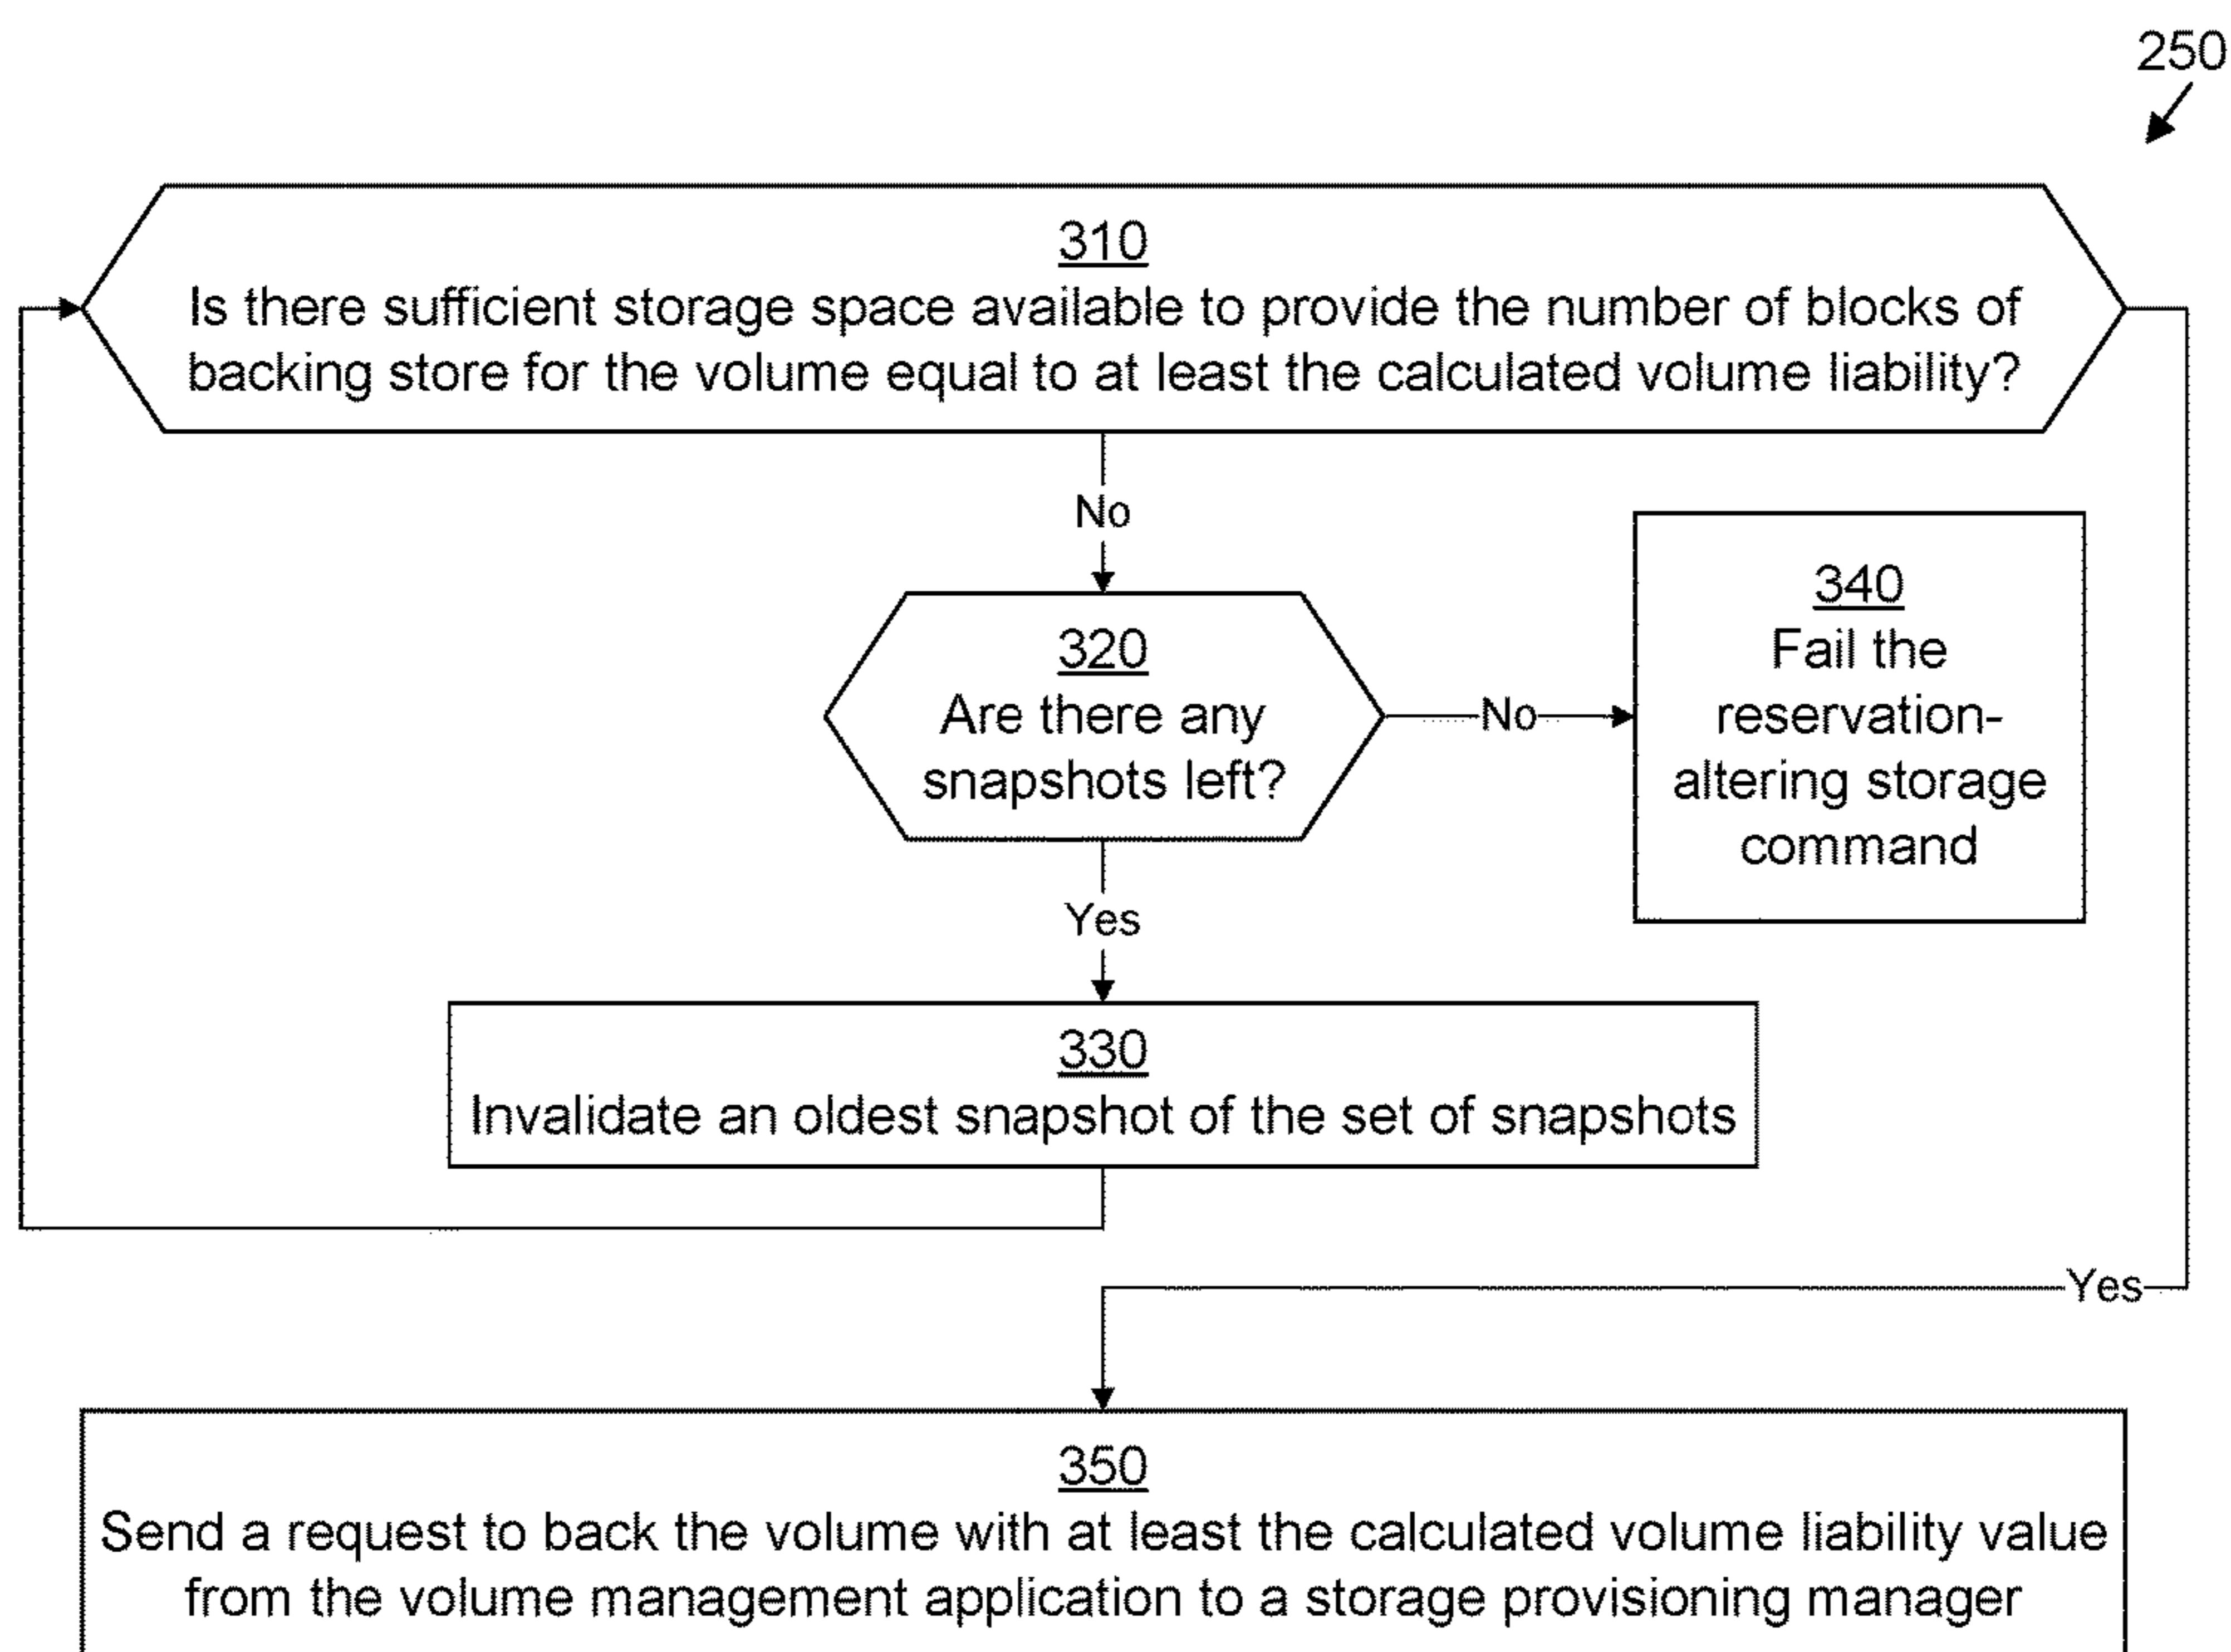 250
310
Is there sufficient storage space available to provide the number of blocks of
backing store for the volume equal to at least the calculated volume liability?
No
320
Are there any
snapshots left?
No
340
Fail the
reservation-
altering storage
command
Yes
330
Invalidate an oldest snapshot of the set of snapshots
Yes
350
Send a request to back the volume with at least the calculated volume liability value
from the volume management application to a storage provisioning manager